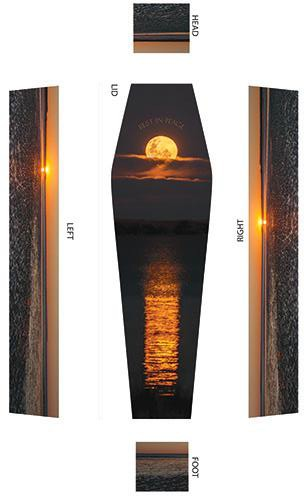 HEAD
LID
REST IN PEACE
LEFT
RIGHT
FOOT